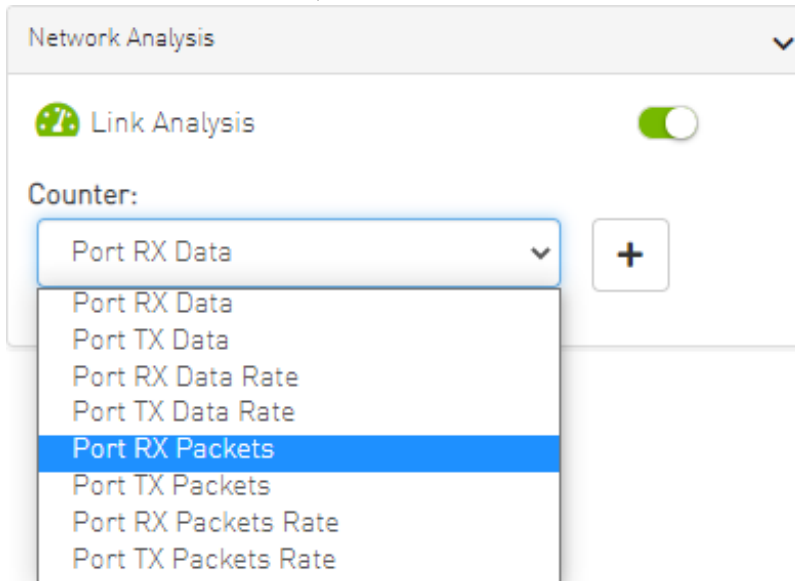 Network Analysis
Link Analysis
Counter:
Port RX Data
Port RX Data
Port TX Data
Port RX Data Rate
Port TX Data Rate
Port RX Packets
Port TX Packets
Port RX Packets Rate
Port TX Packets Rate